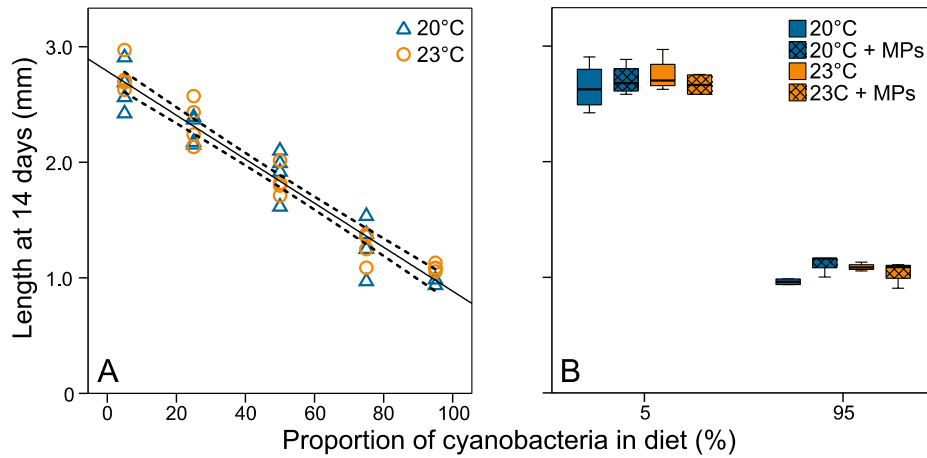 20°C
23°C
Length at 14 days (mm)
3.0
2.0
1.0
0
A
0 20 40 60 80 100
20°C
20°C + MPs
23°C
23C + MPs
B
5 95
Proportion of cyanobacteria in diet (%)